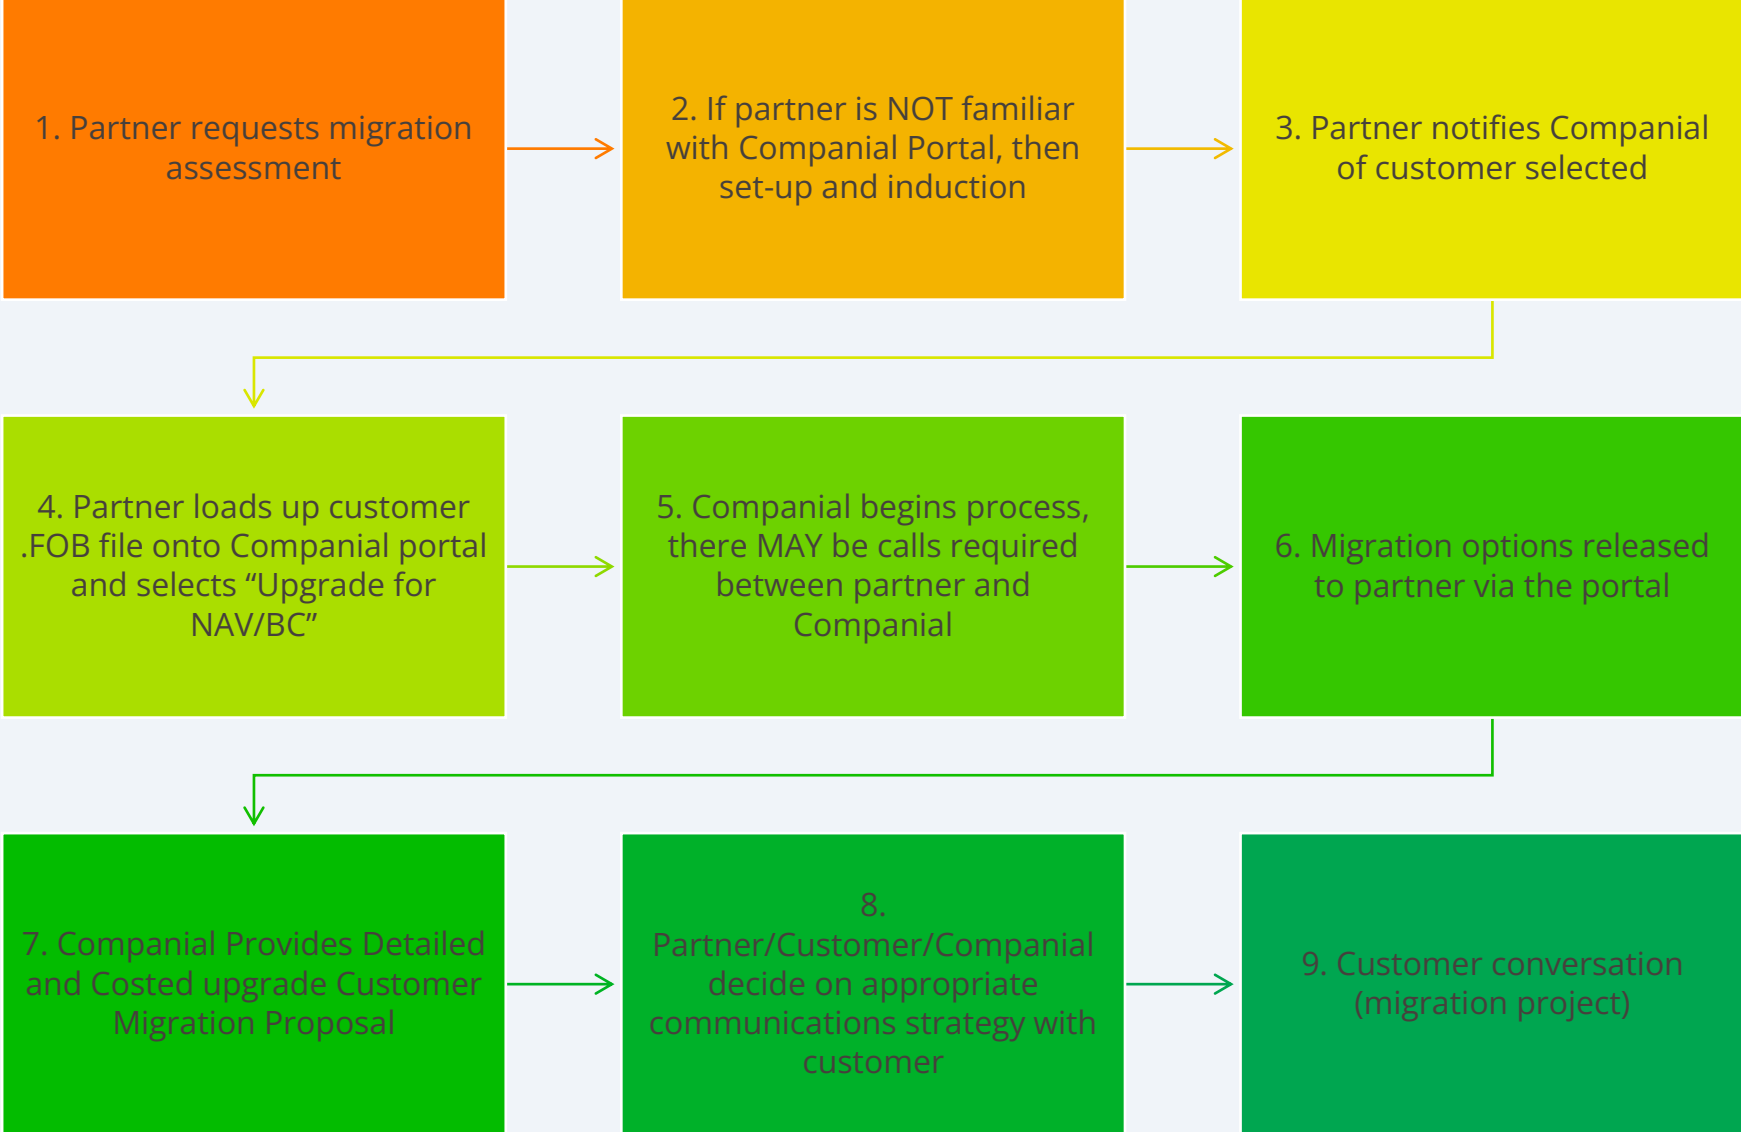 1. Partner requests migration
assessment
2. If partner is NOT familiar
with Companial Portal, then
set-up and induction
3. Partner notifies Companial
of customer selected
4. Partner loads up customer
.FOB file onto Companial portal
and selects “Upgrade for
NAV/BC”
5. Companial begins process,
there MAY be calls required
between partner and
Companial
6. Migration options released
to partner via the portal
7. Companial Provides Detailed
and Costed upgrade Customer
Migration Proposal
8.
Partner/Customer/Companial
decide on appropriate
communications strategy with
customer
9. Customer conversation
(migration project)